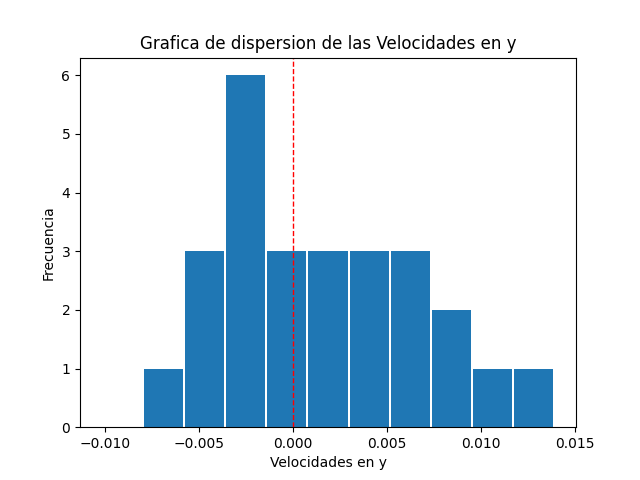 Grafica de dispersion de las Velocidades en y
Frecuencia
6
5
4
3
2
1
0
−0.010 −0.005 0.000 0.005 0.010 0.015
Velocidades en y